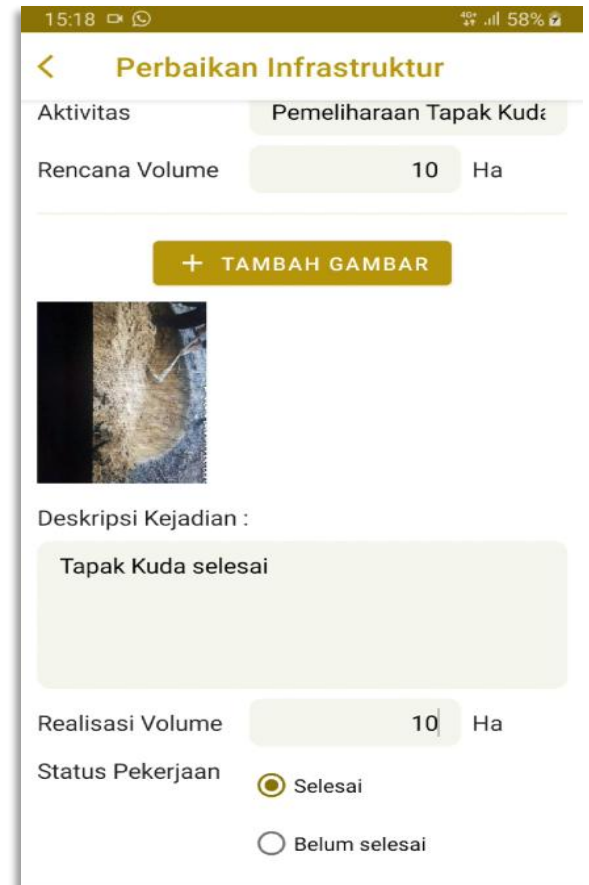 15:18 58%
Perbaikan Infrastruktur
Aktivitas Pemeliharaan Tapak Kuda
Rencana Volume 10 Ha
+ TAMBAH GAMBAR
Deskripsi Kejadian :
Tapak Kuda selesai
Realisasi Volume 10 Ha
Status Pekerjaan
Selesai
Belum selesai